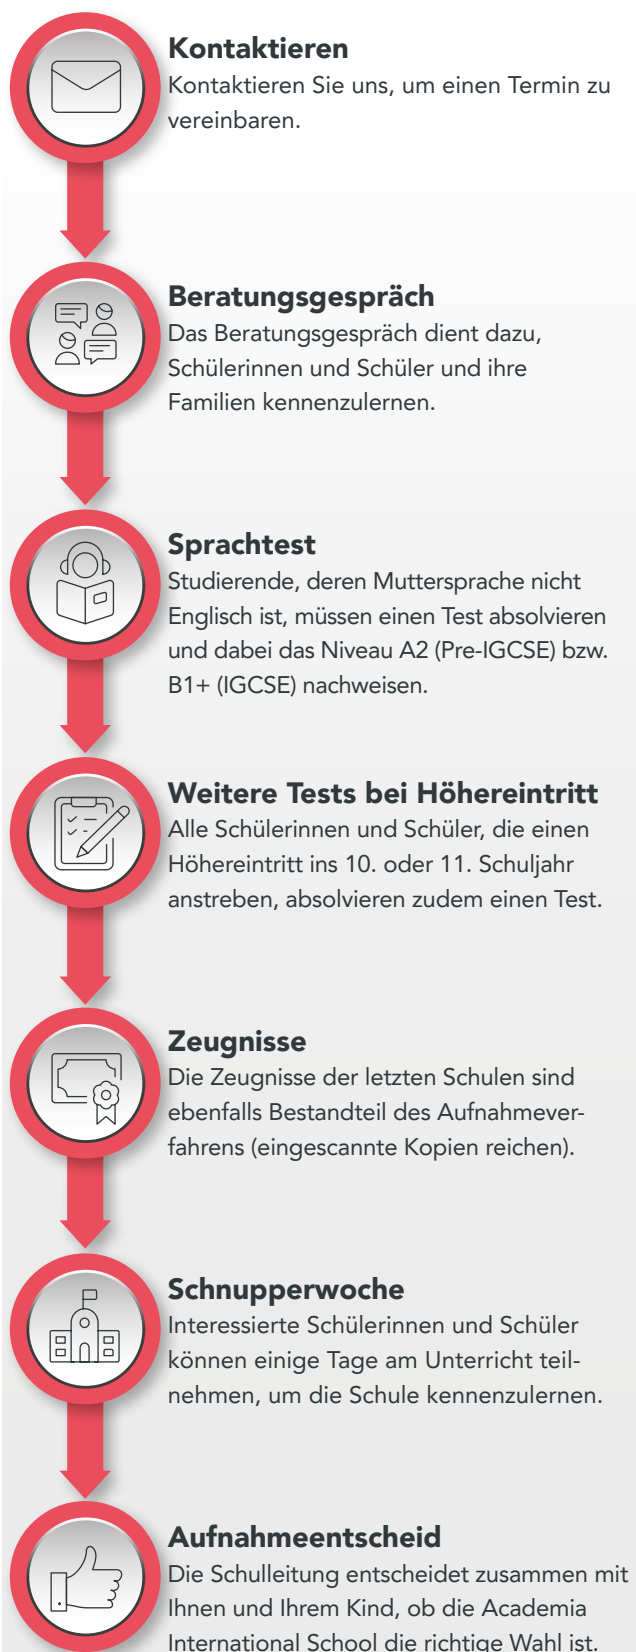 Kontaktieren
Kontaktieren Sie uns, um einen Termin zu
vereinbaren.
Beratungsgespräch
Das Beratungsgespräch dient dazu,
Schülerinnen und Schüler und ihre
Familien kennenzulernen.
Sprachtest
Studierende, deren Muttersprache nicht
Englisch ist, müssen einen Test absolvieren
und dabei das Niveau A2 (Pre-IGCSE) bzw.
B1+ (IGCSE) nachweisen.
Weitere Tests bei Höhereintritt
Alle Schülerinnen und Schüler, die einen
Höhereintritt ins 10. oder 11. Schuljahr
anstreben, absolvieren zudem einen Test.
Zeugnisse
Die Zeugnisse der letzten Schulen sind
ebenfalls Bestandteil des Aufnahmever-
fahrens (eingescannte Kopien reichen).
Schnupperwoche
Interessierte Schülerinnen und Schüler
können einige Tage am Unterricht teil-
nehmen, um die Schule kennenzulernen.
Aufnahmeentscheid
Die Schulleitung entscheidet zusammen mit
Ihnen und Ihrem Kind, ob die Academia
International School die richtige Wahl ist.